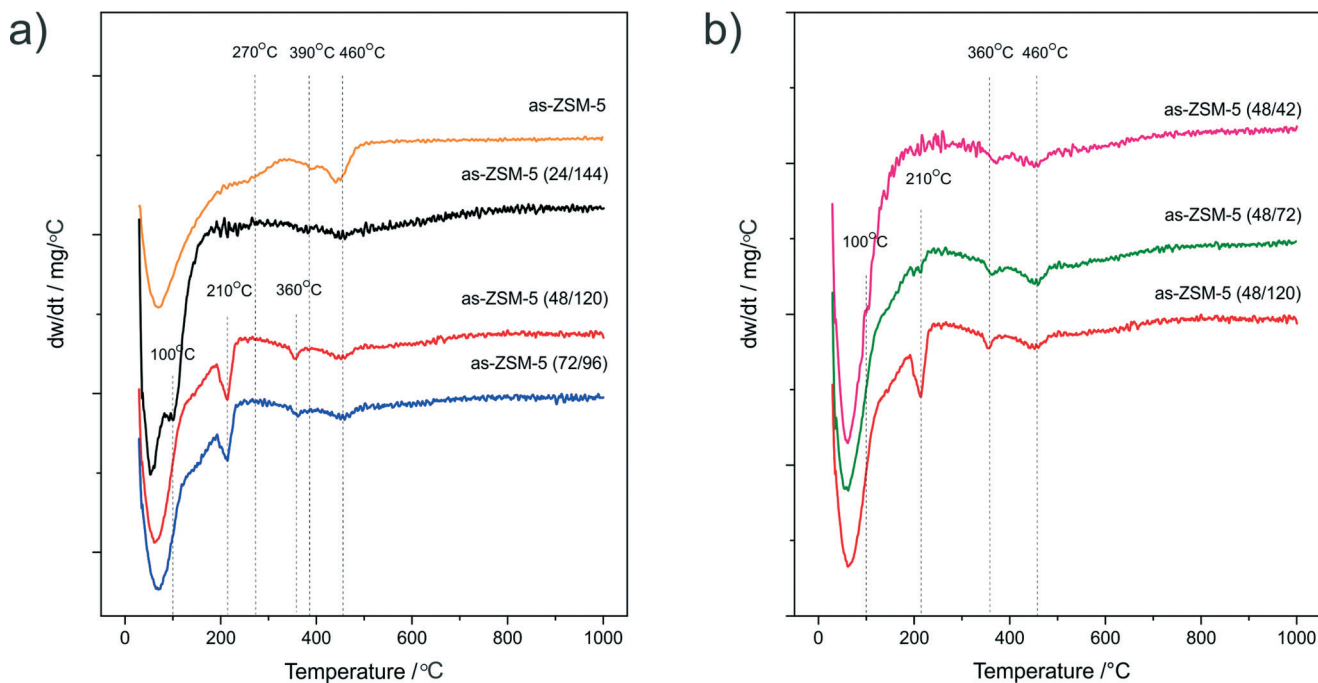 a)
270°C 390°C 460°C
as-ZSM-5
as-ZSM-5 (24/144)
210°C 360°C
as-ZSM-5 (48/120)
100°C
as-ZSM-5 (72/96)
dw/dt / mg/°C
0 200 400 600 800 1000
Temperature /°C
b)
360°C 460°C
as-ZSM-5 (48/42)
210°C
as-ZSM-5 (48/72)
100°C
as-ZSM-5 (48/120)
dw/dt / mg/°C
0 200 400 600 800 1000
Temperature /°C